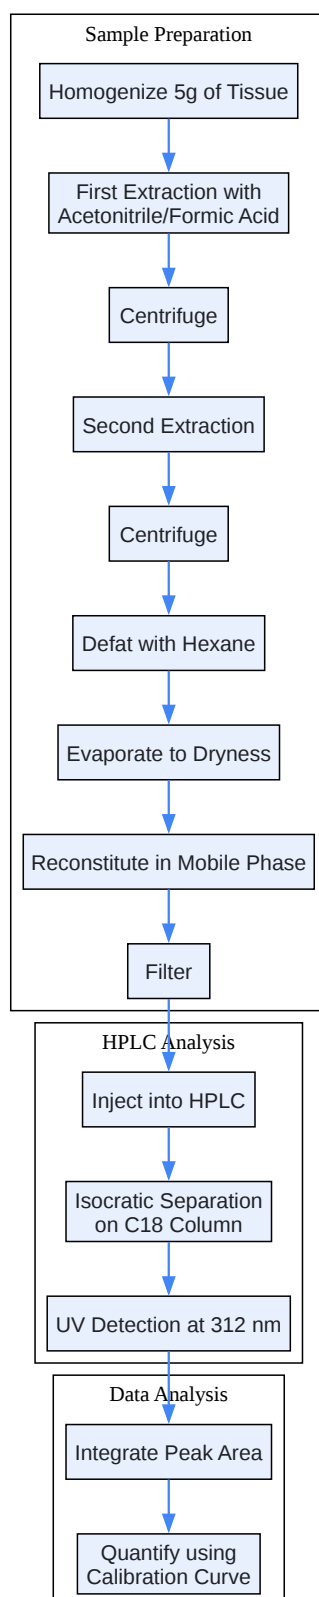 Sample Preparation
Homogenize 5g of Tissue
First Extraction with
Acetonitrile/Formic Acid
Centrifuge
Second Extraction
Centrifuge
Defat with Hexane
Evaporate to Dryness
Reconstitute in Mobile Phase
Filter
HPLC Analysis
Inject into HPLC
Isocratic Separation
on C18 Column
UV Detection at 312 nm
Data Analysis
Integrate Peak Area
Quantify using
Calibration Curve